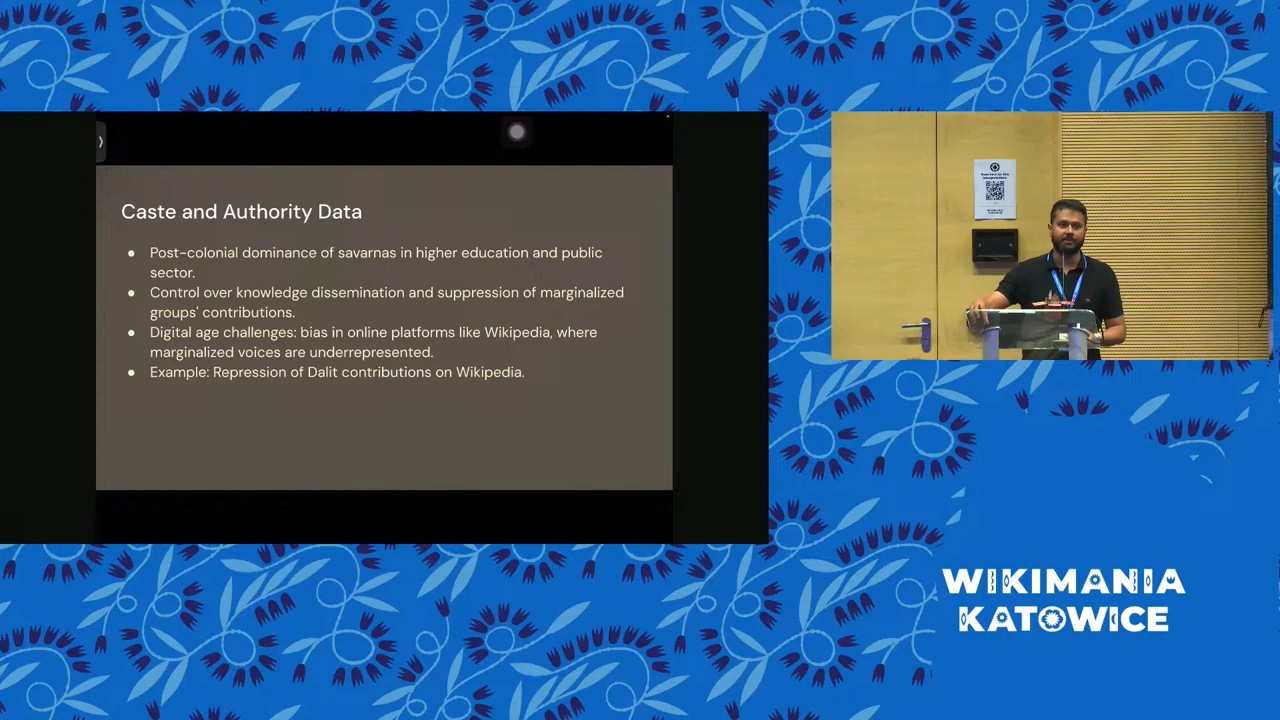 Caste and Authority Data
● Post-colonial dominance of savarnas in higher education and public
sector.
● Control over knowledge dissemination and suppression of marginalized
groups' contributions.
● Digital age challenges: bias in online platforms like Wikipedia, where
marginalized voices are underrepresented.
● Example: Repression of Dalit contributions on Wikipedia.
WIKIMANIA
KATOWICE